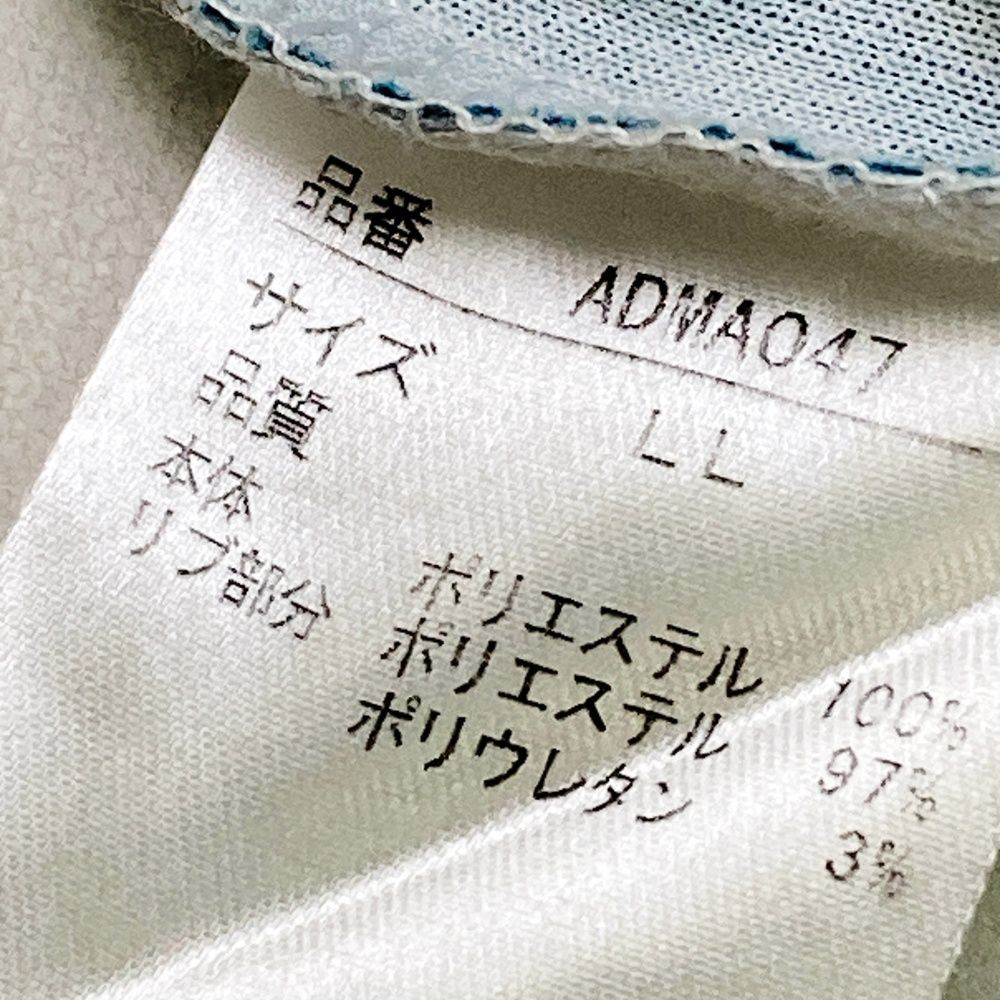 品番 ADMA047
サイズ LL
品質
本体 ポリエステル 100%
リブ部分 ポリエステル 97%
ポリウレタン 3%